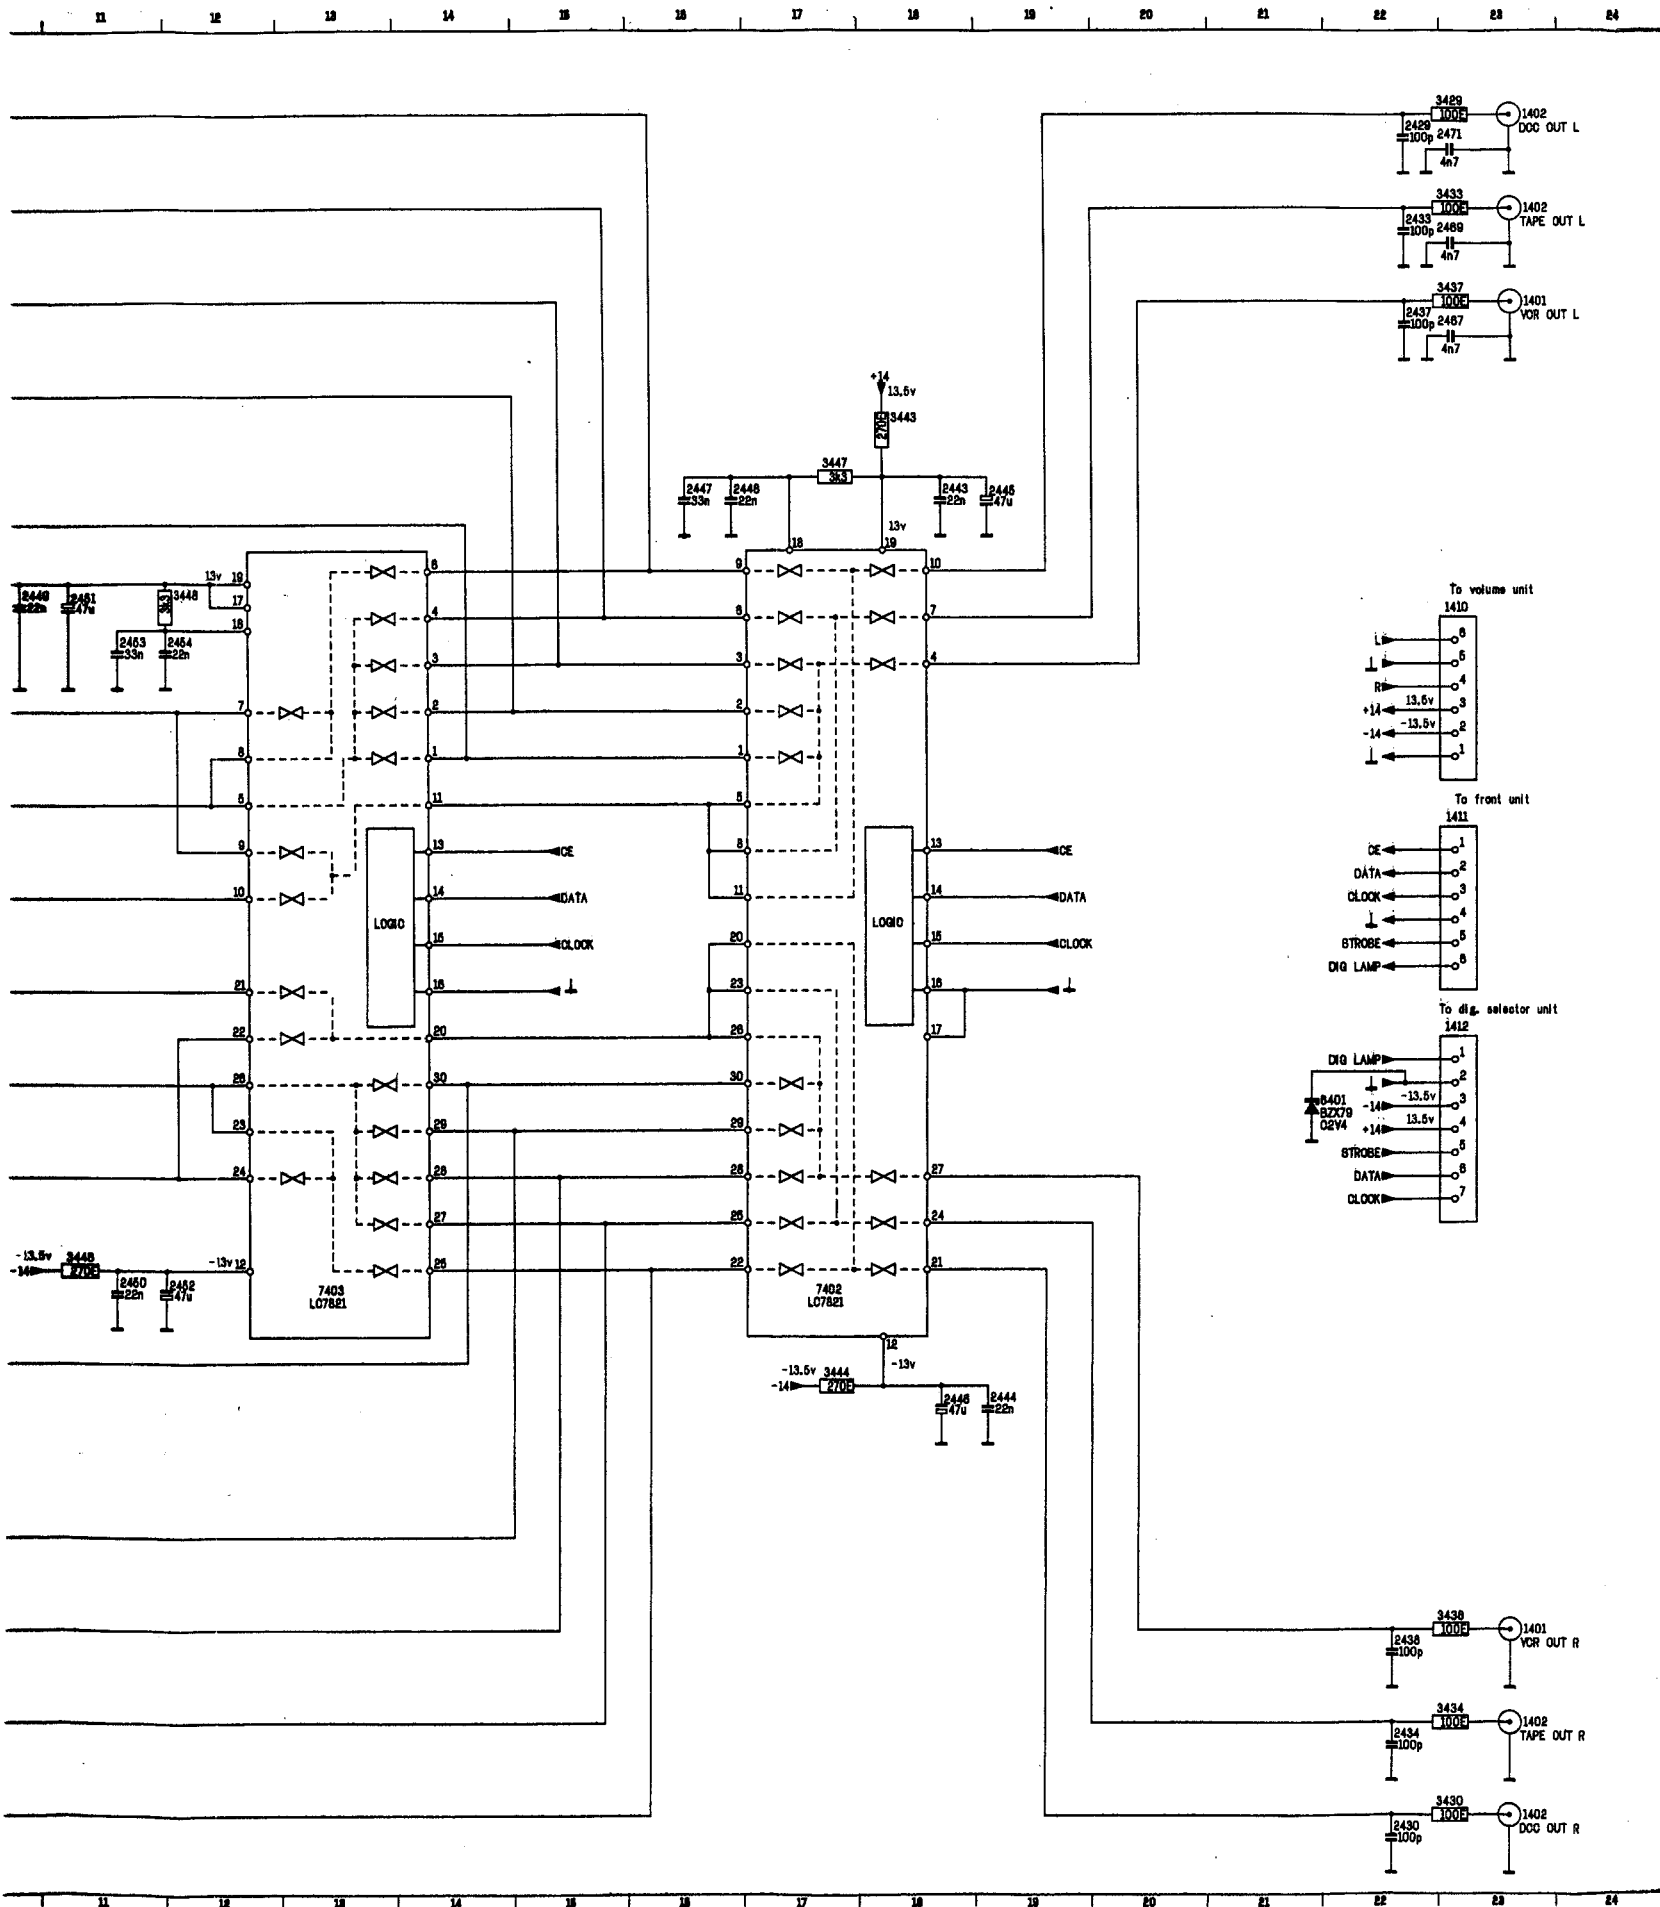 11 12 13 14 15 16 17 18 19 20 21 22 23 24
3429
100E
1402
DCC OUT L
2429
100p
2471
4n7
3433
100E
1402
TAPE OUT L
2433
100p
2469
4n7
3437
100E
1401
VCR OUT L
2437
100p
2467
4n7
+14
13,5v
270E
3443
3447
3k3
2447
33n
2448
22n
2443
22n
2445
47u
13v
18
19
13v
19
17
18
2449
22n
2451
47u
3k3
3448
2453
33n
2454
22n
7
8
5
9
10
21
22
26
23
24
12
6
4
3
2
1
11
13
14
15
16
20
30
29
28
27
25
LOGIC
CE
DATA
CLOCK
-13.5v
-14
3446
270E
-13v
2450
22n
2452
47u
7403
LC7821
9
6
3
2
1
5
8
11
20
23
26
30
29
28
25
22
10
7
4
13
14
15
16
17
27
24
21
LOGIC
CE
DATA
CLOCK
7402
LC7821
12
-13.5v
-14
3444
270E
-13v
2446
47u
2444
22n
To volume unit
1410
L 6
5
R 4
+14 13.5v 3
-14 -13.5v 2
1
To front unit
1411
CE 1
DATA 2
CLOCK 3
4
STROBE 5
DIG LAMP 6
To dig. selector unit
1412
DIG LAMP 1
2
-14 -13.5v 3
+14 13.5v 4
STROBE 5
DATA 6
CLOCK 7
6401
BZX79
C2V4
3438
100E
1401
VCR OUT R
2438
100p
3434
100E
1402
TAPE OUT R
2434
100p
3430
100E
1402
DCC OUT R
2430
100p
11 12 13 14 15 16 17 18 19 20 21 22 23 24